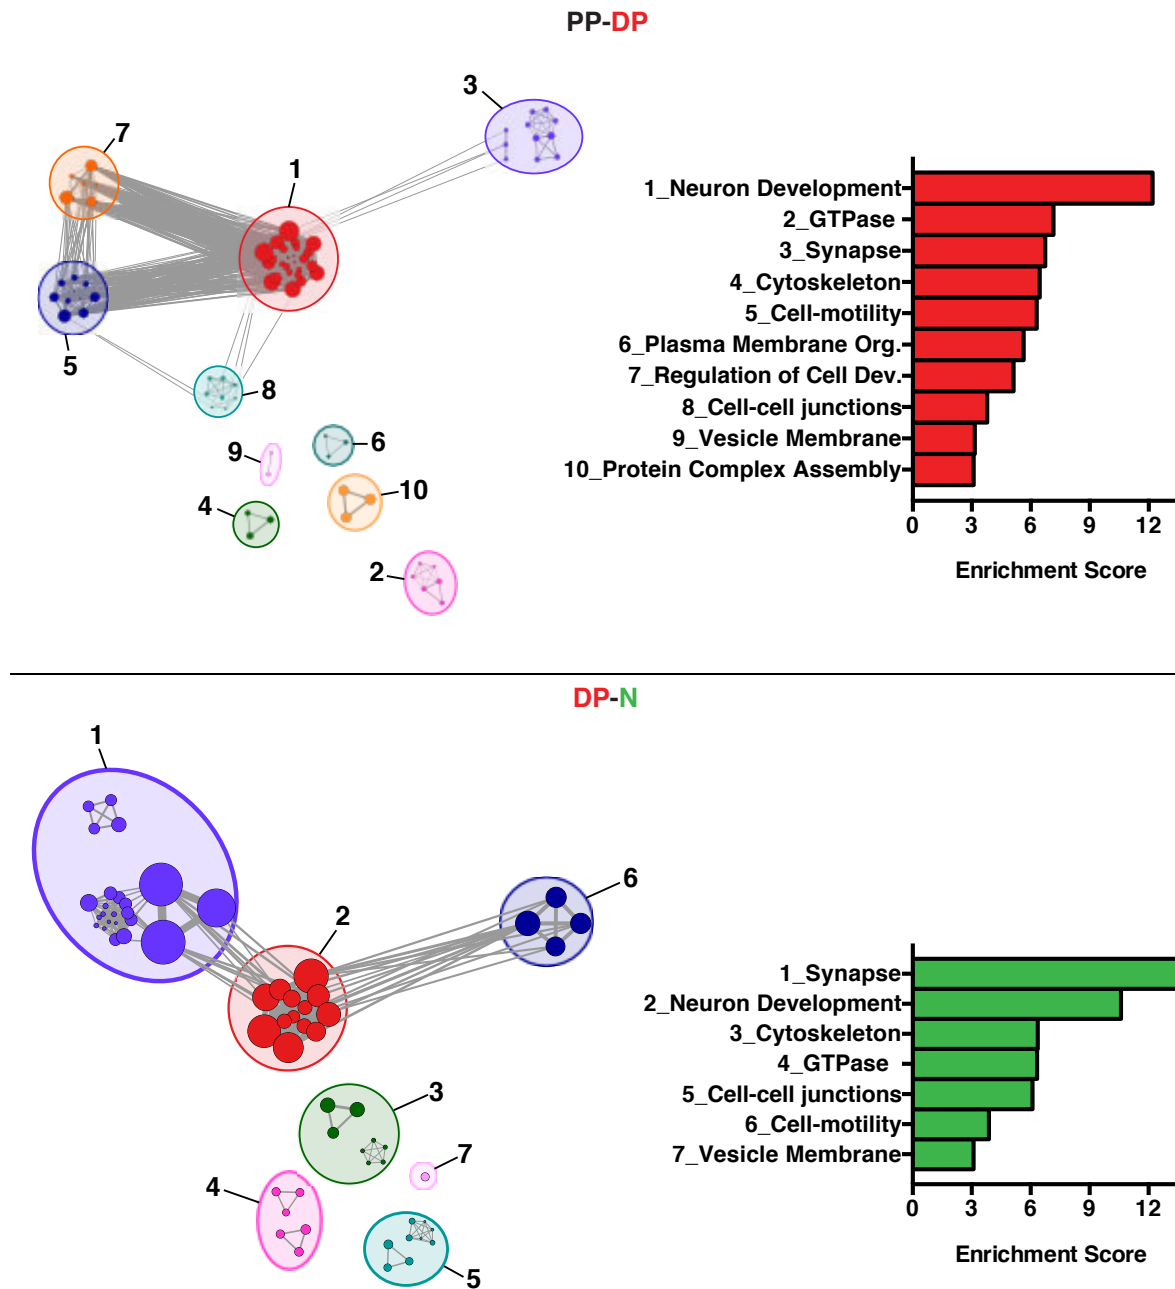 PP-DP
3
7
1
5
8
9
6
4
10
2
1_Neuron Development
2_GTPase
3_Synapse
4_Cytoskeleton
5_Cell-motility
6_Plasma Membrane Org.
7_Regulation of Cell Dev.
8_Cell-cell junctions
9_Vesicle Membrane
10_Protein Complex Assembly
0 3 6 9 12
Enrichment Score
DP-N
1
6
2
3
7
4
5
1_Synapse
2_Neuron Development
3_Cytoskeleton
4_GTPase
5_Cell-cell junctions
6_Cell-motility
7_Vesicle Membrane
0 3 6 9 12
Enrichment Score